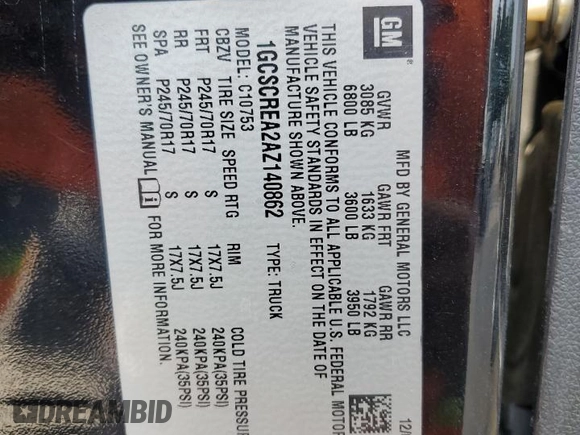 GM
MFD BY GENERAL MOTORS LLC 12/
GVWR GAWR FRT GAWR RR
3085 KG 1633 KG 1792 KG
6800 LB 3600 LB 3950 LB
THIS VEHICLE CONFORMS TO ALL APPLICABLE U.S. FEDERAL MOTOR
VEHICLE SAFETY STANDARDS IN EFFECT ON THE DATE OF
MANUFACTURE SHOWN ABOVE.
1GCSCREA2AZ140862 TYPE: TRUCK
MODEL: C10753
CBZV TIRE SIZE SPEED RTG RIM COLD TIRE PRESSURE
FRT P245/70R17 S 17X7.5J 240KPA(35PSI)
RR P245/70R17 S 17X7.5J 240KPA(35PSI)
SPA P245/70R17 S 17X7.5J 240KPA(35PSI)
SEE OWNER'S MANUAL FOR MORE INFORMATION.
DREAMBID